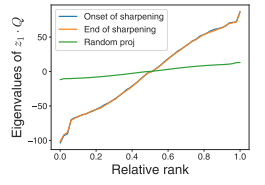 Onset of sharpening
End of sharpening
Random proj
Eigenvalues of z₁ · Q
50
0
−50
−100
0.0 0.2 0.4 0.6 0.8 1.0
Relative rank